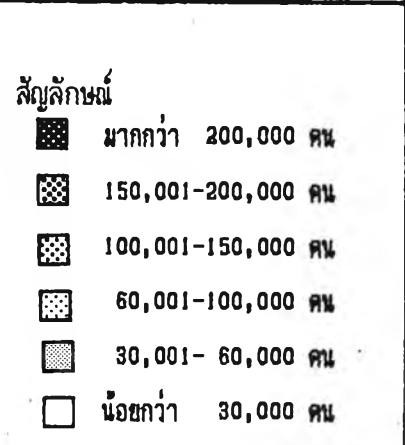 สัญลักษณ์
มากกว่า 200,000 คน
150,001-200,000 คน
100,001-150,000 คน
60,001-100,000 คน
30,001- 60,000 คน
น้อยกว่า 30,000 คน